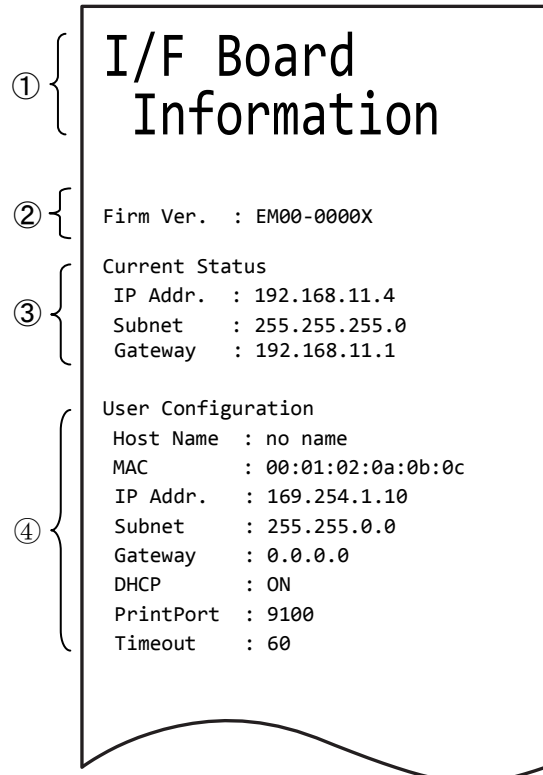 ①
I/F Board
Information
②
Firm Ver. : EM00-0000X
③
Current Status
IP Addr. : 192.168.11.4
Subnet : 255.255.255.0
Gateway : 192.168.11.1
④
User Configuration
Host Name : no name
MAC : 00:01:02:0a:0b:0c
IP Addr. : 169.254.1.10
Subnet : 255.255.0.0
Gateway : 0.0.0.0
DHCP : ON
PrintPort : 9100
Timeout : 60